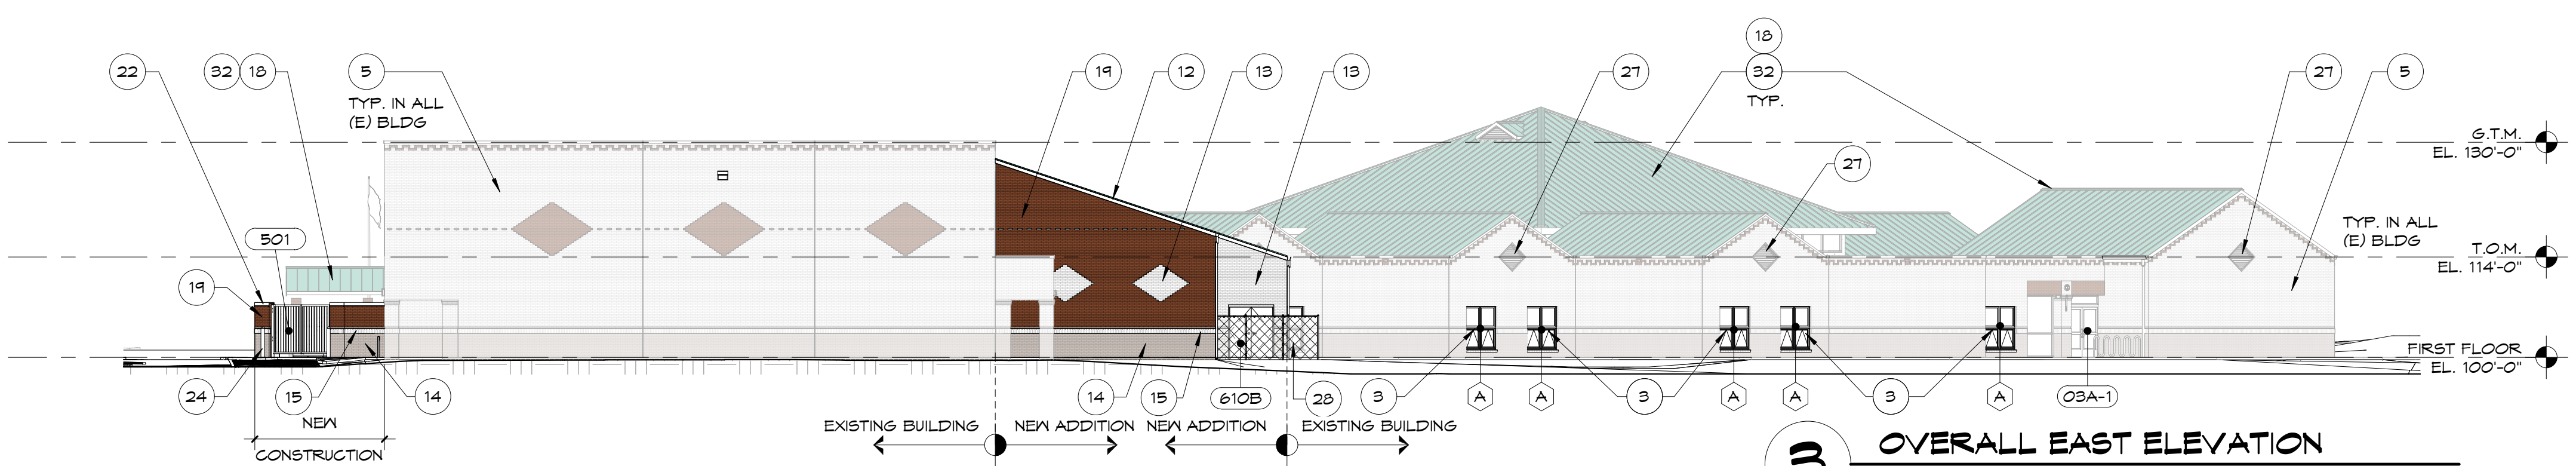 18
22
32
18
5
19
12
13
13
27
32
27
5
TYP. IN ALL
(E) BLDG
TYP.
G.T.M.
EL. 130'-0"
27
TYP. IN ALL
(E) BLDG
501
T.O.M.
EL. 114'-0"
19
FIRST FLOOR
EL. 100'-0"
24
15
14
14
15
610B
28
3
A
A
3
A
A
3
A
03A-1
NEW
CONSTRUCTION
EXISTING BUILDING
NEW ADDITION
NEW ADDITION
EXISTING BUILDING
3
OVERALL EAST ELEVATION